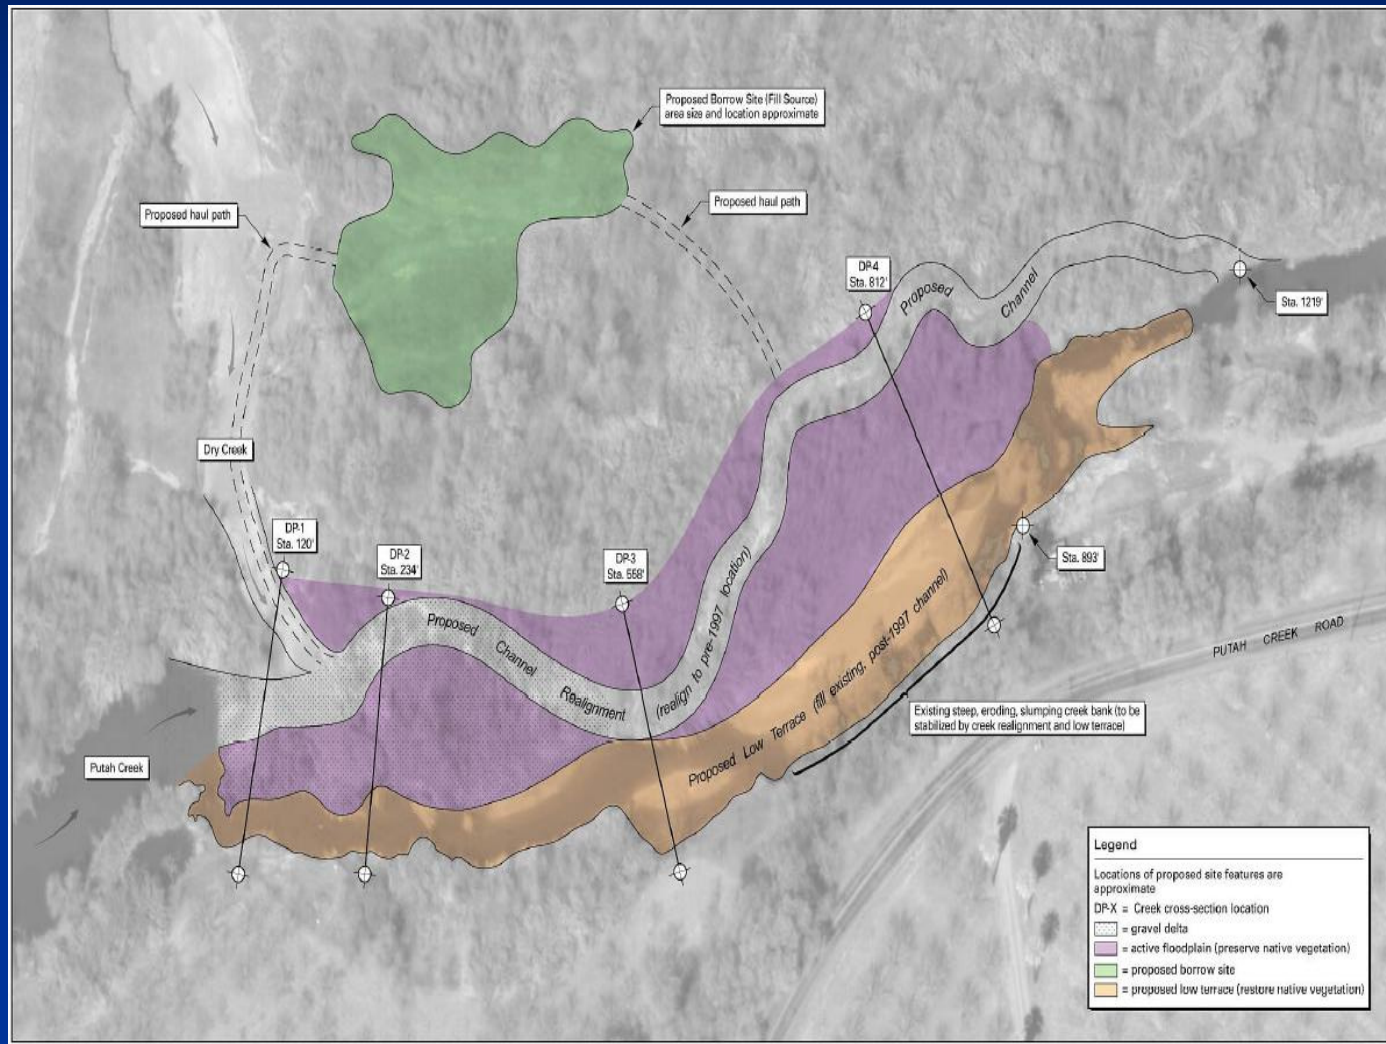 Proposed Borrow Site (Fill Source)
area size and location approximate
Proposed haul path
Proposed haul path
DP-4
Sta. 812'
Proposed
Channel
Sta. 1219'
Dry Creek
DP-1
Sta. 120'
DP-2
Sta. 234'
DP-3
Sta. 558'
Sta. 893'
Proposed
Channel
Realignment
(realign to pre-1997 location)
PUTAH CREEK ROAD
Proposed Low Terrace (fill existing, post-1997 channel)
Existing steep, eroding, slumping creek bank (to be
stabilized by creek realignment and low terrace)
Putah Creek
Legend
Locations of proposed site features are
approximate
DP-X = Creek cross-section location
= gravel delta
= active floodplain (preserve native vegetation)
= proposed borrow site
= proposed low terrace (restore native vegetation)